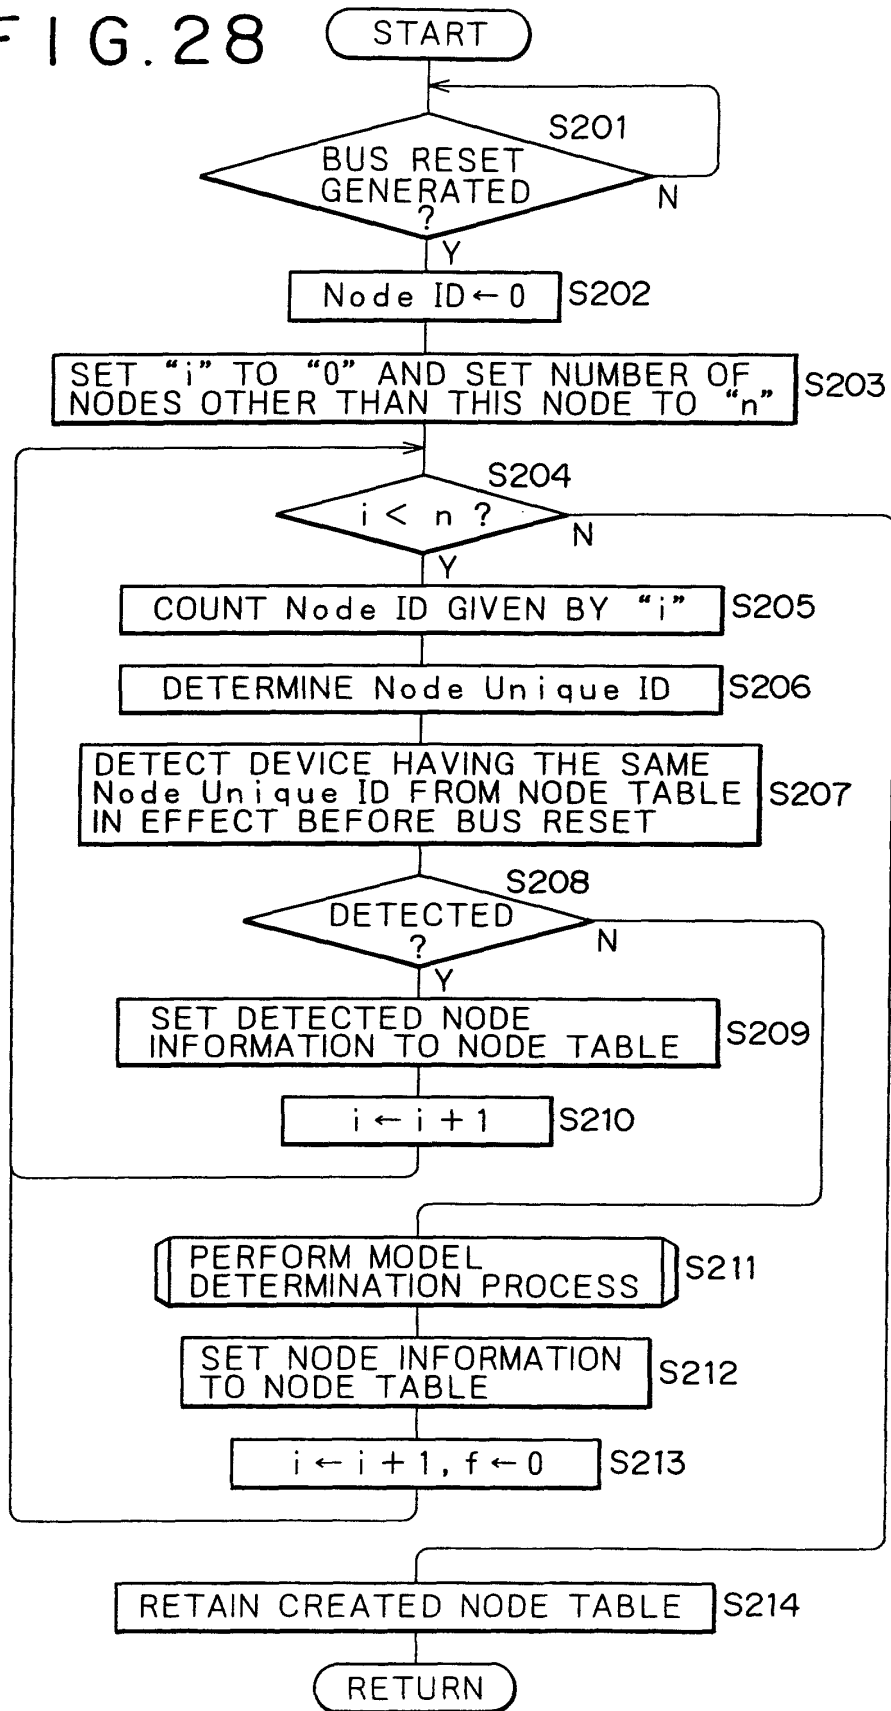 FIG.28
START
S201
BUS RESET
GENERATED
?
N
Y
Node ID ← 0
S202
SET “i” TO “0” AND SET NUMBER OF
NODES OTHER THAN THIS NODE TO “n”
S203
S204
i < n ?
N
Y
COUNT Node ID GIVEN BY “i”
S205
DETERMINE Node Unique ID
S206
DETECT DEVICE HAVING THE SAME
Node Unique ID FROM NODE TABLE
IN EFFECT BEFORE BUS RESET
S207
S208
DETECTED
?
N
Y
SET DETECTED NODE
INFORMATION TO NODE TABLE
S209
i ← i + 1
S210
PERFORM MODEL
DETERMINATION PROCESS
S211
SET NODE INFORMATION
TO NODE TABLE
S212
i ← i + 1, f ← 0
S213
RETAIN CREATED NODE TABLE
S214
RETURN